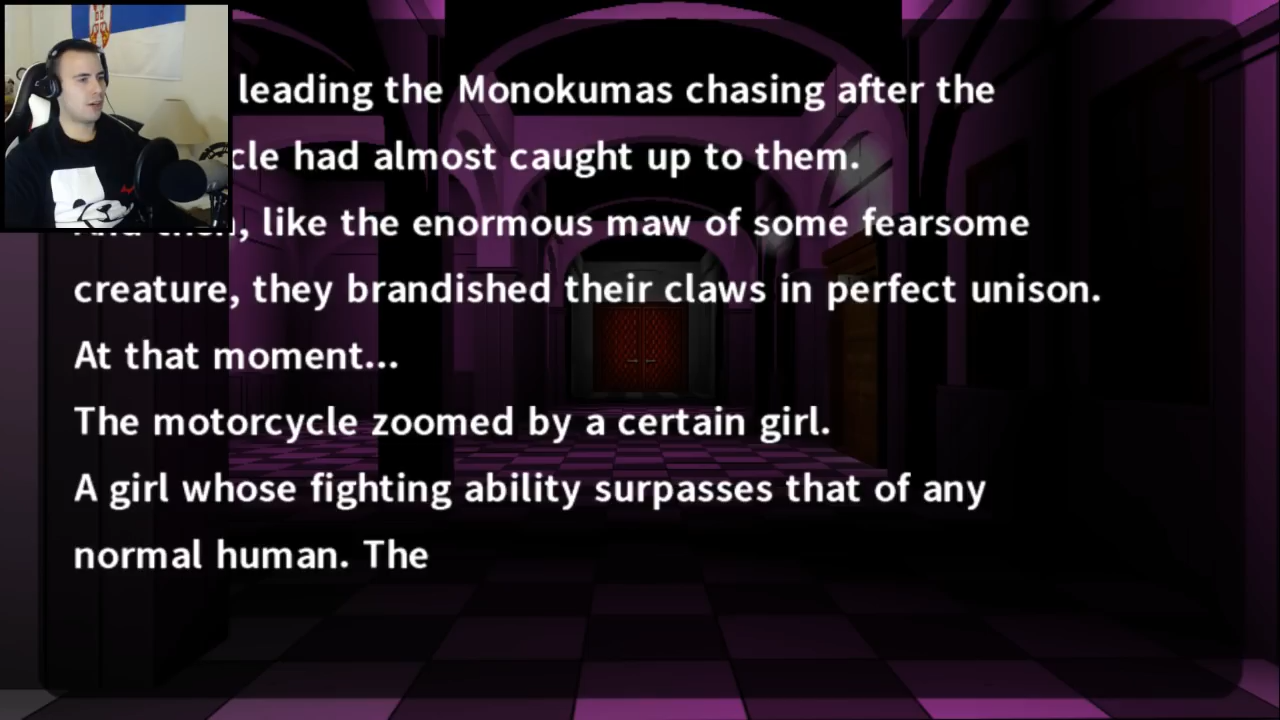 leading the Monokumas chasing after the
cle had almost caught up to them.
like the enormous maw of some fearsome
creature, they brandished their claws in perfect unison.
At that moment...
The motorcycle zoomed by a certain girl.
A girl whose fighting ability surpasses that of any
normal human. The